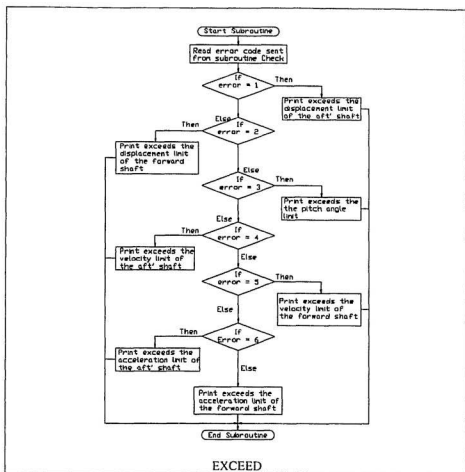 Start Subroutine
Read error code sent
from subroutine Check
If
error = 1
Then
Print exceeds the
displacement limit
of the aft' shaft
Else
If
error = 2
Then
Print exceeds the
displacement limit
of the forward
shaft
Else
If
error = 3
Then
Print exceeds the
the pitch angle
limit
Else
If
error = 4
Then
Print exceeds the
velocity limit of
the aft' shaft
Else
If
error = 5
Then
Print exceeds the
velocity limit of
the forward shaft
Else
If
Error = 6
Then
Print exceeds the
acceleration limit of
the aft' shaft
Else
Print exceeds the
acceleration limit of
the forward shaft
End Subroutine
EXCEED